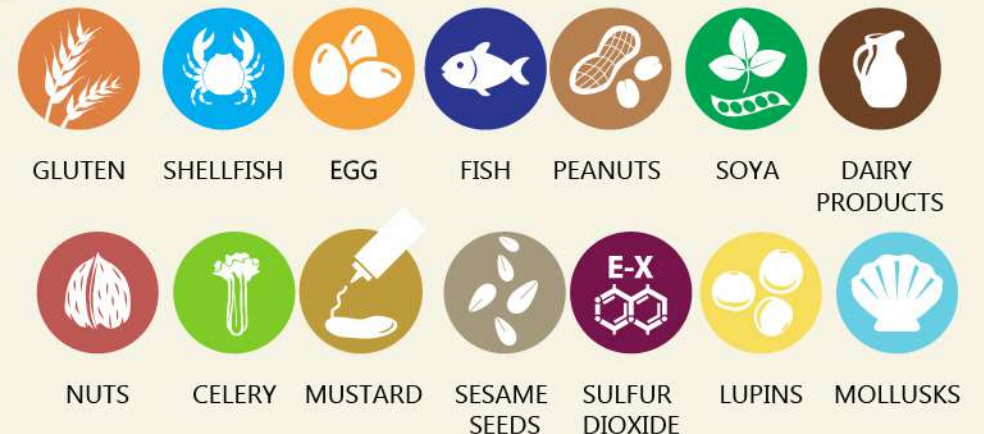 GLUTEN SHELLFISH EGG FISH PEANUTS SOYA DAIRY
PRODUCTS
E-X
NUTS CELERY MUSTARD SESAME SULFUR LUPINS MOLLUSKS
SEEDS DIOXIDE